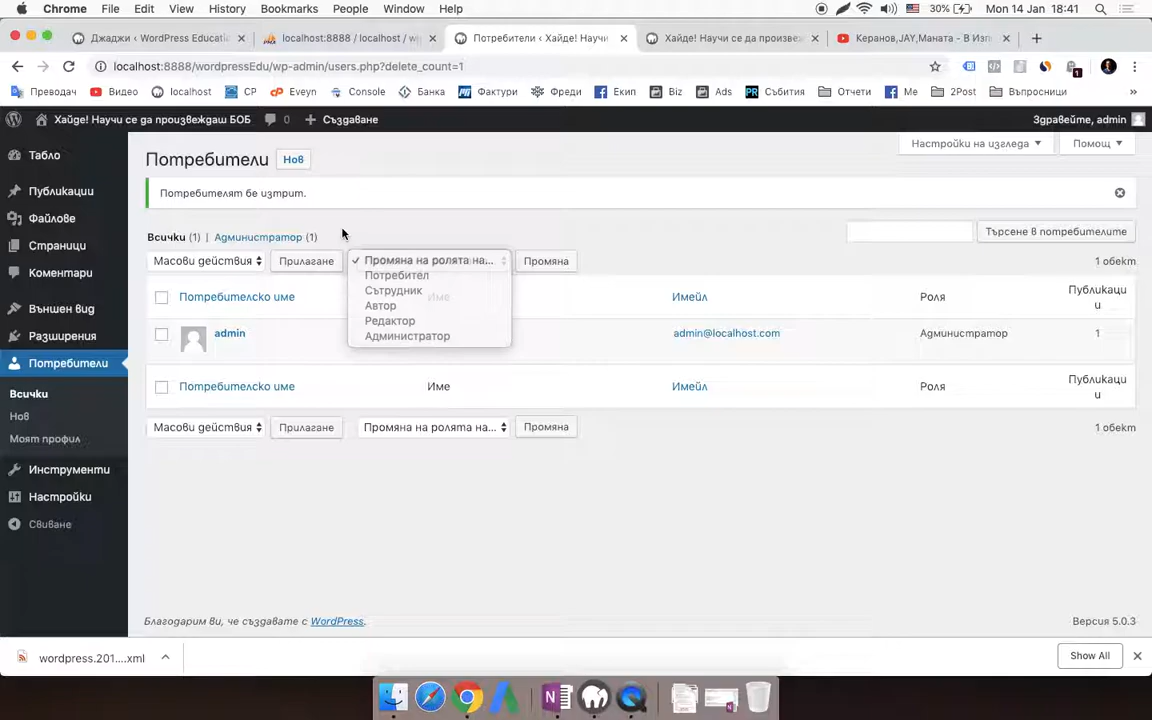 Chrome File Edit View History Bookmarks People Window Help 30% Mon 14 Jan 18:41
Джаджи ‹ WordPress Educati
localhost:8888 / localhost / w
Потребители ‹ Хайде! Научи
Хайде! Научи се да произвеж
Керанов,JAY,Маната - В Изп
localhost:8888/wordpressEdu/wp-admin/users.php?delete_count=1
1
Преводач Видео localhost CP Eveyn Console Банка Фактури Фреди Екип Biz Ads Събития Отчети Me 2Post Въпросници »
Хайде! Научи се да произвеждаш БОБ 0 Създаване Здравейте, admin
Табло
Публикации
Файлове
Страници
Коментари
Външен вид
Разширения
Потребители
Всички
Нов
Моят профил
Инструменти
Настройки
Свиване
Настройки на изгледа ▼ Помощ ▼
Потребители Нов
Потребителят бе изтрит.
Всички (1) | Администратор (1)
Търсене в потребителите
Масови действия Прилагане ✓ Промяна на ролята на... Промяна 1 обект
Потребител
Сътрудник
Автор
Редактор
Администратор
Потребителско име Име Имейл Роля Публикаци
и
admin admin@localhost.com Администратор 1
Потребителско име Име Имейл Роля Публикаци
и
Масови действия Прилагане Промяна на ролята на... Промяна 1 обект
Благодарим ви, че създавате с WordPress. Версия 5.0.3
wordpress.201....xml Show All